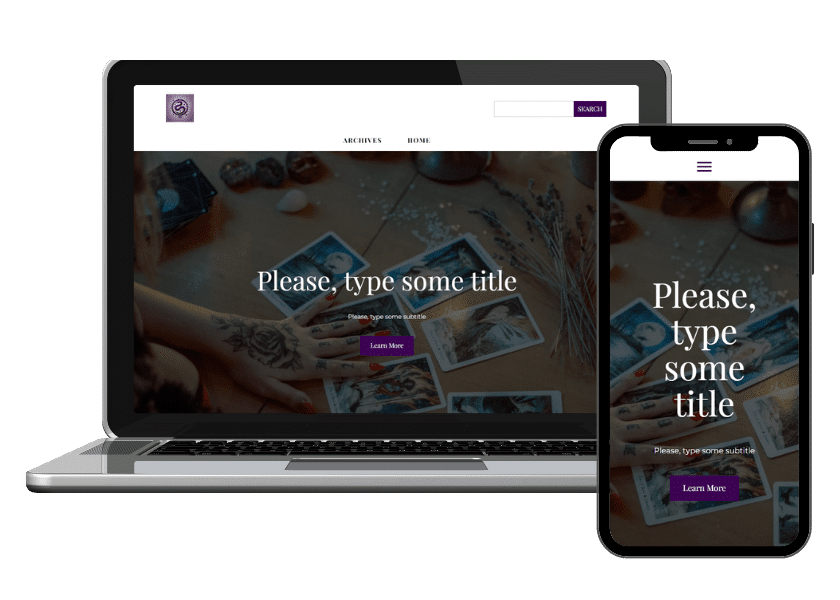 SEARCH
ARCHIVES HOME
Please, type some title
Please, type some subtitle
Learn More
Please,
type
some
title
Please, type some subtitle
Learn More